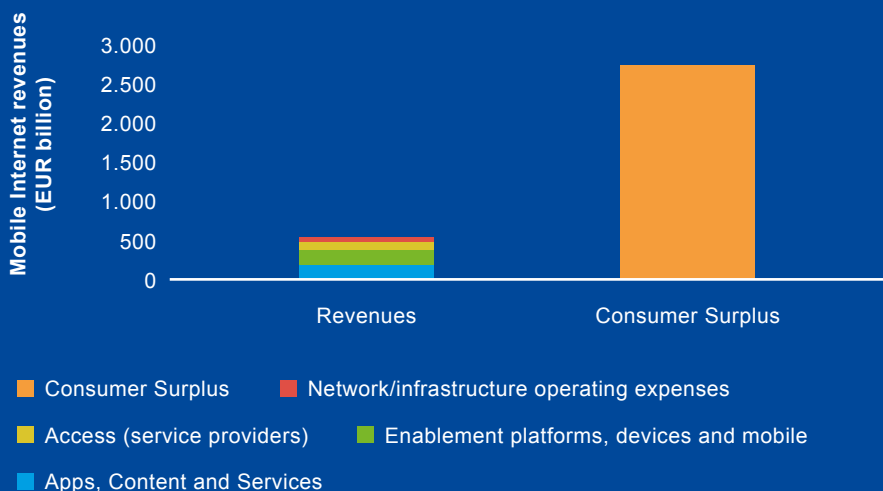 Mobile Internet revenues
(EUR billion)
3.000
2.500
2.000
1.500
1.000
500
0
Revenues
Consumer Surplus
Consumer Surplus
Network/infrastructure operating expenses
Access (service providers)
Enablement platforms, devices and mobile
Apps, Content and Services